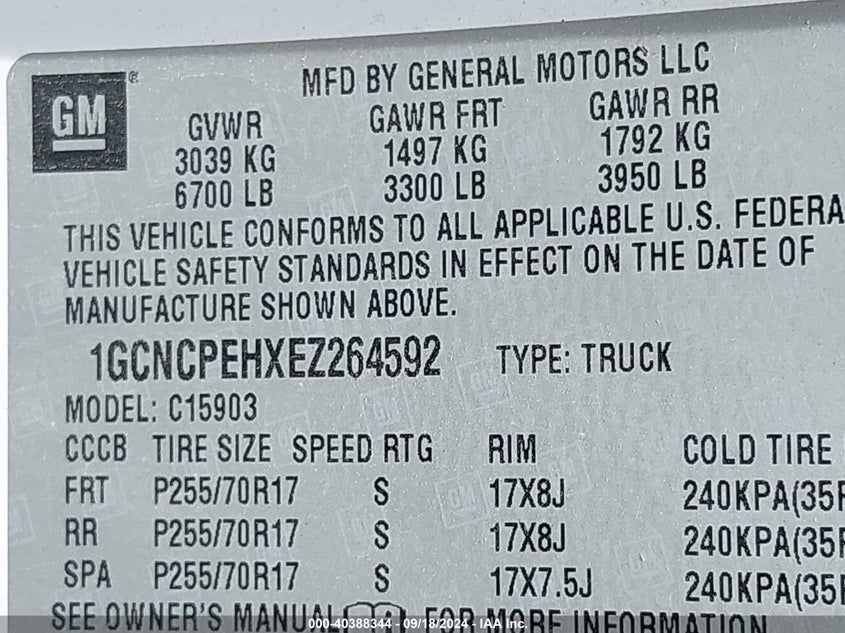 MFD BY GENERAL MOTORS LLC
GM ®
GVWR GAWR FRT GAWR RR
3039 KG 1497 KG 1792 KG
6700 LB 3300 LB 3950 LB
THIS VEHICLE CONFORMS TO ALL APPLICABLE U.S. FEDERA
VEHICLE SAFETY STANDARDS IN EFFECT ON THE DATE OF
MANUFACTURE SHOWN ABOVE.
1GCNCPEHXEZ264592 TYPE: TRUCK
MODEL: C15903
CCCB TIRE SIZE SPEED RTG RIM COLD TIRE
FRT P255/70R17 S 17X8J 240KPA(35P
RR P255/70R17 S 17X8J 240KPA(35P
SPA P255/70R17 S 17X7.5J 240KPA(35P
SEE OWNER'S MANUAL FOR MORE INFORMATION
000-40388344 - 09/18/2024 - IAA Inc.